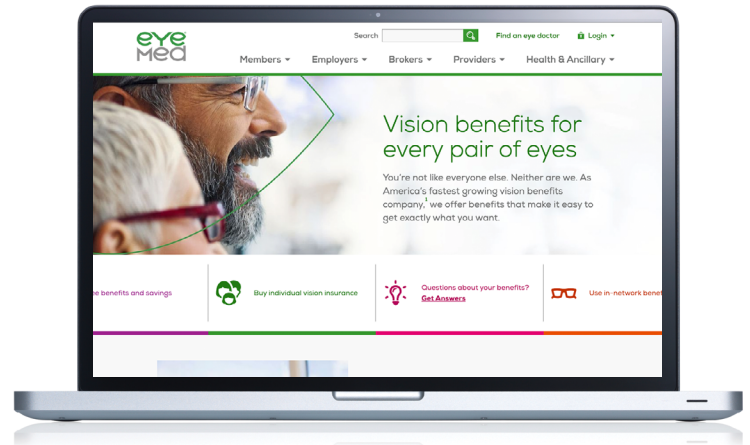 eye
Med
Search
Find an eye doctor
Login
Members
Employers
Brokers
Providers
Health & Ancillary
Vision benefits for
every pair of eyes
You're not like everyone else. Neither are we. As
America's fastest growing vision benefits
company,¹ we offer benefits that make it easy to
get exactly what you want.
benefits and savings
Buy individual vision insurance
Questions about your benefits?
Get Answers
Use in-network